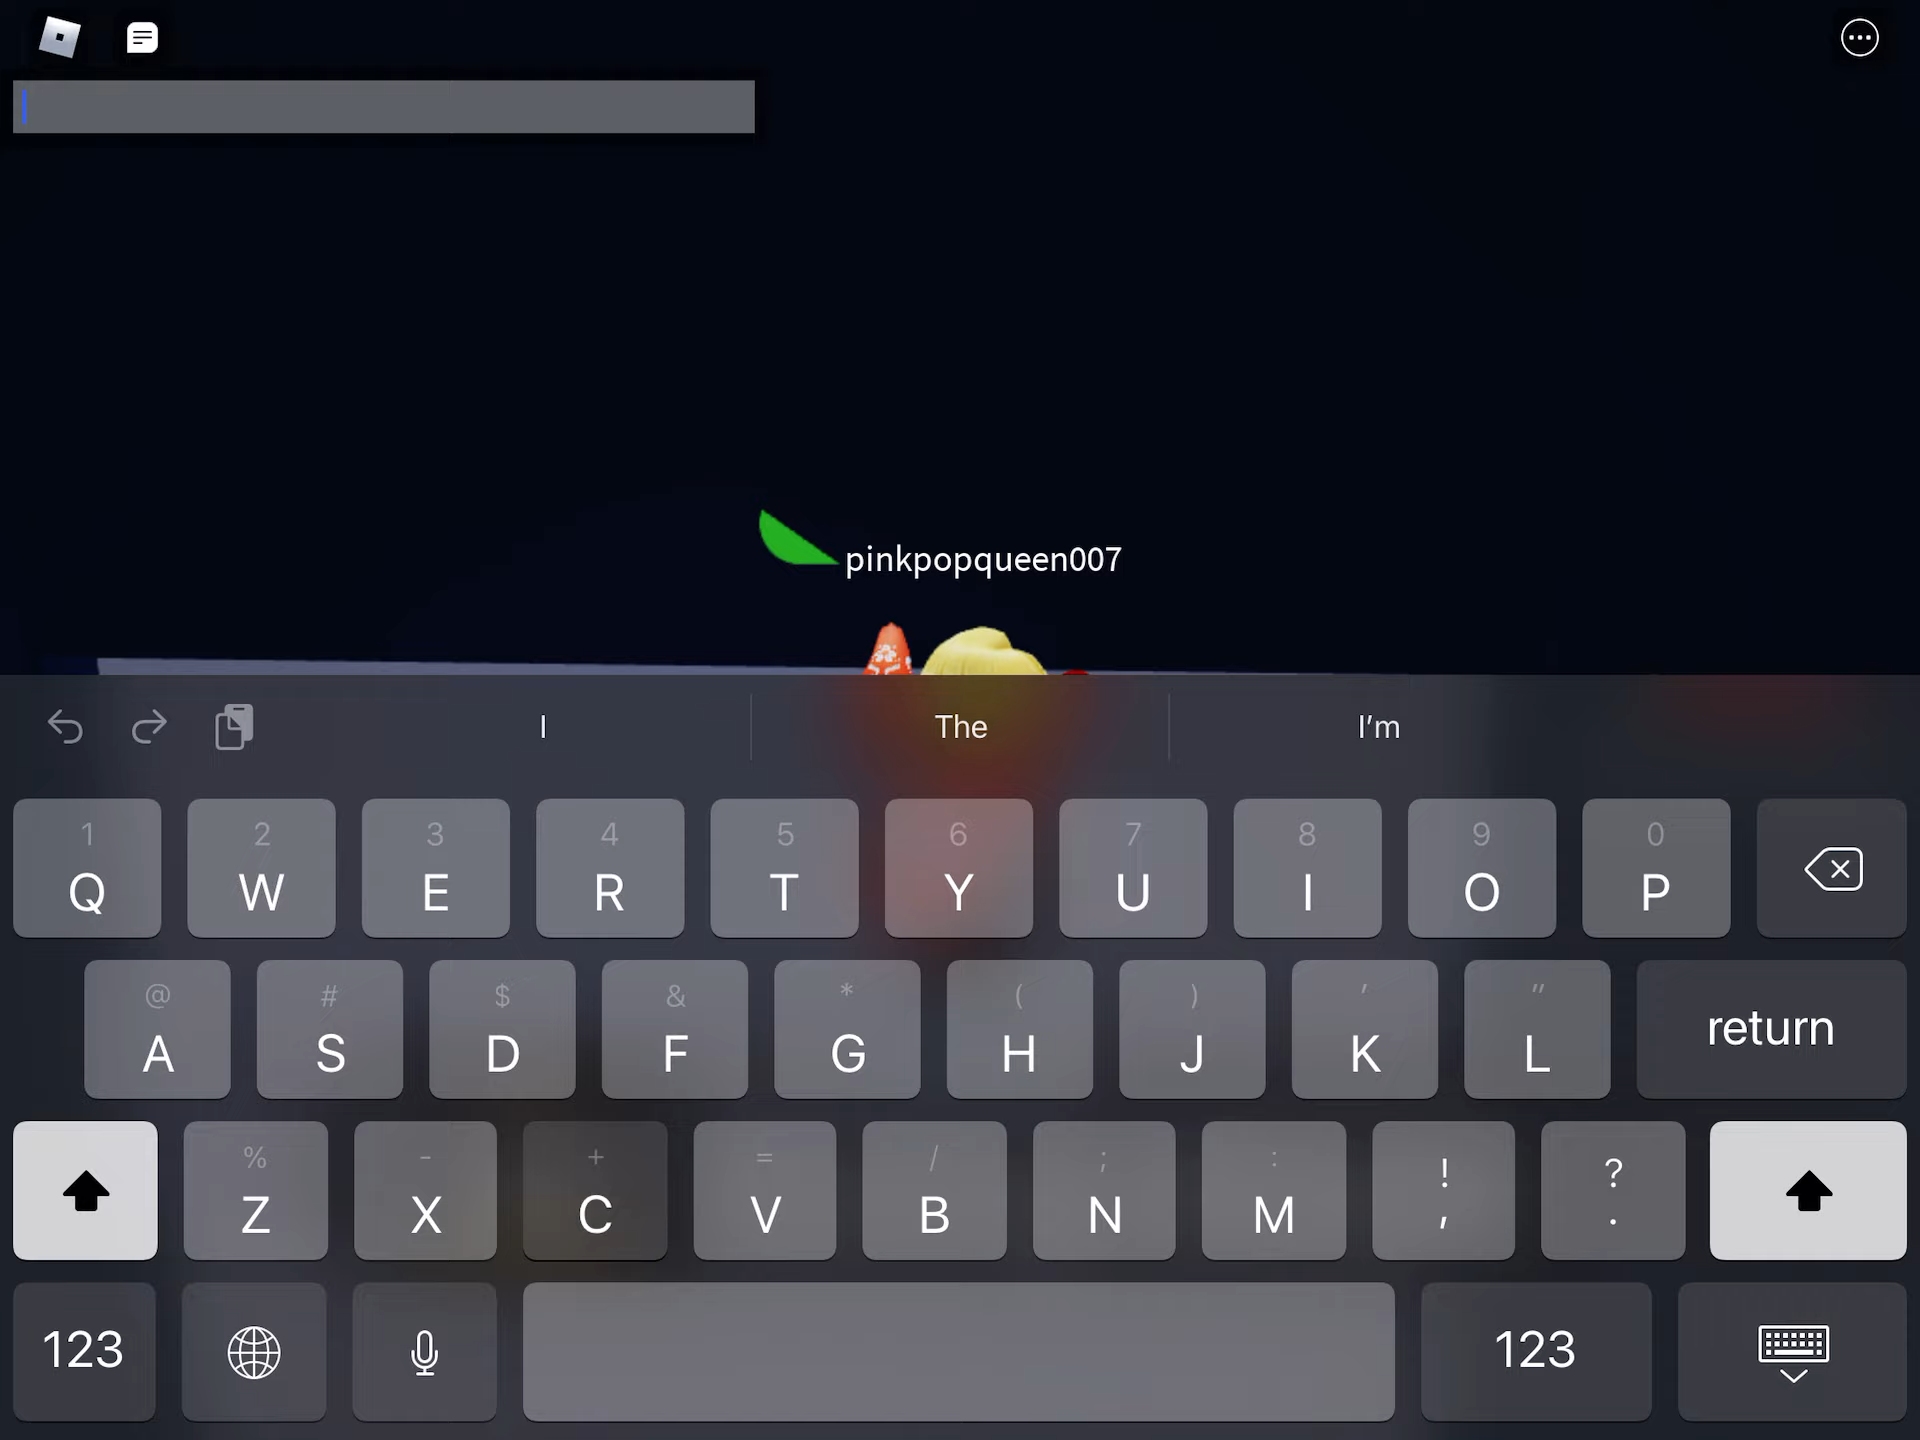 pinkpopqueen007
I The I’m
1 2 3 4 5 6 7 8 9 0
Q W E R T Y U I O P
@ # $ & * ( ) ' "
A S D F G H J K L return
% - + = / ; : ! ?
Z X C V B N M , .
123 123